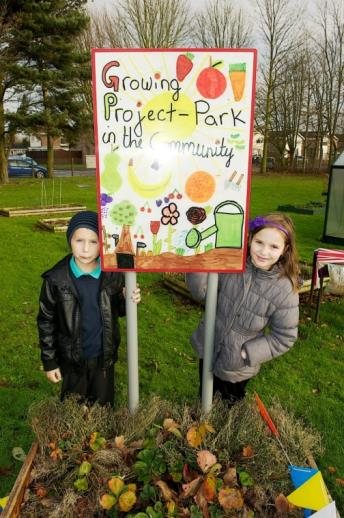 Growing
Project-Park
in the Community